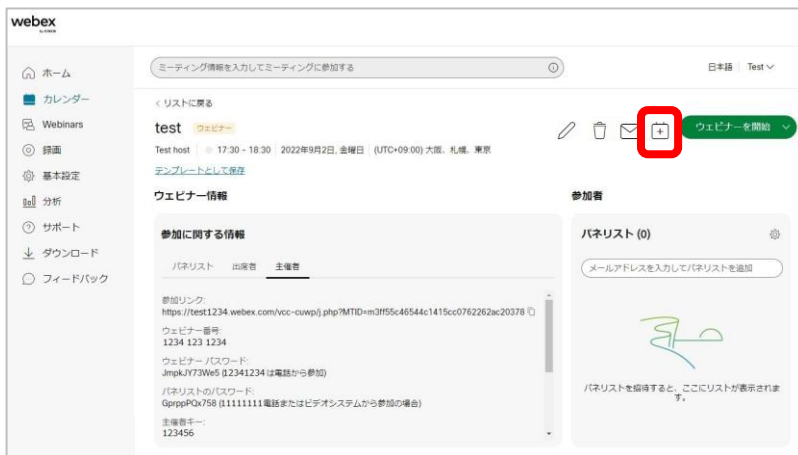 webex
by CISCO
ミーティング情報を入力してミーティングに参加する
日本語 Test
ホーム
カレンダー
Webinars
録画
基本設定
分析
サポート
ダウンロード
フィードバック
リストに戻る
test ウェビナー
ウェビナーを開始
Test host 17:30 - 18:30 2022年9月2日, 金曜日 (UTC+09:00) 大阪、札幌、東京
テンプレートとして保存
ウェビナー情報
参加に関する情報
パネリスト 出席者 主催者
参加リンク:
https://test1234.webex.com/vcc-cuwp/j.php?MTID=m3ff55c46544c1415cc0762262ac20378
ウェビナー番号:
1234 123 1234
ウェビナー パスワード:
JmpkJY73We5 (12341234 は電話から参加)
パネリストのパスワード:
GprppPQx758 (11111111電話またはビデオシステムから参加の場合)
主催者キー:
123456
参加者
パネリスト (0)
メールアドレスを入力してパネリストを追加
パネリストを招待すると、ここにリストが表示されま
す。